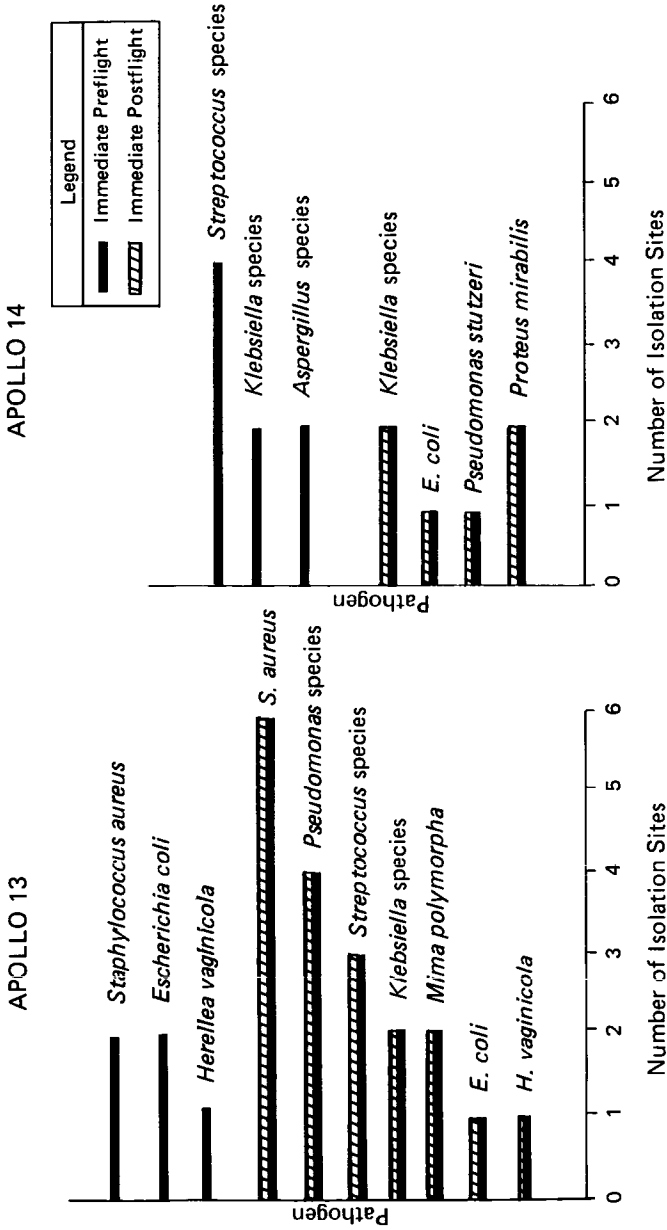 APOLLO 13
Pathogen
Staphylococcus aureus
Escherichia coli
Herellea vaginicola
S. aureus
Pseudomonas species
Streptococcus species
Klebsiella species
Mima polymorpha
E. coli
H. vaginicola
0 1 2 3 4 5 6
Number of Isolation Sites
APOLLO 14
Legend
Immediate Preflight
Immediate Postflight
Pathogen
Streptococcus species
Klebsiella species
Aspergillus species
Klebsiella species
E. coli
Pseudomonas stutzeri
Proteus mirabilis
0 1 2 3 4 5 6
Number of Isolation Sites